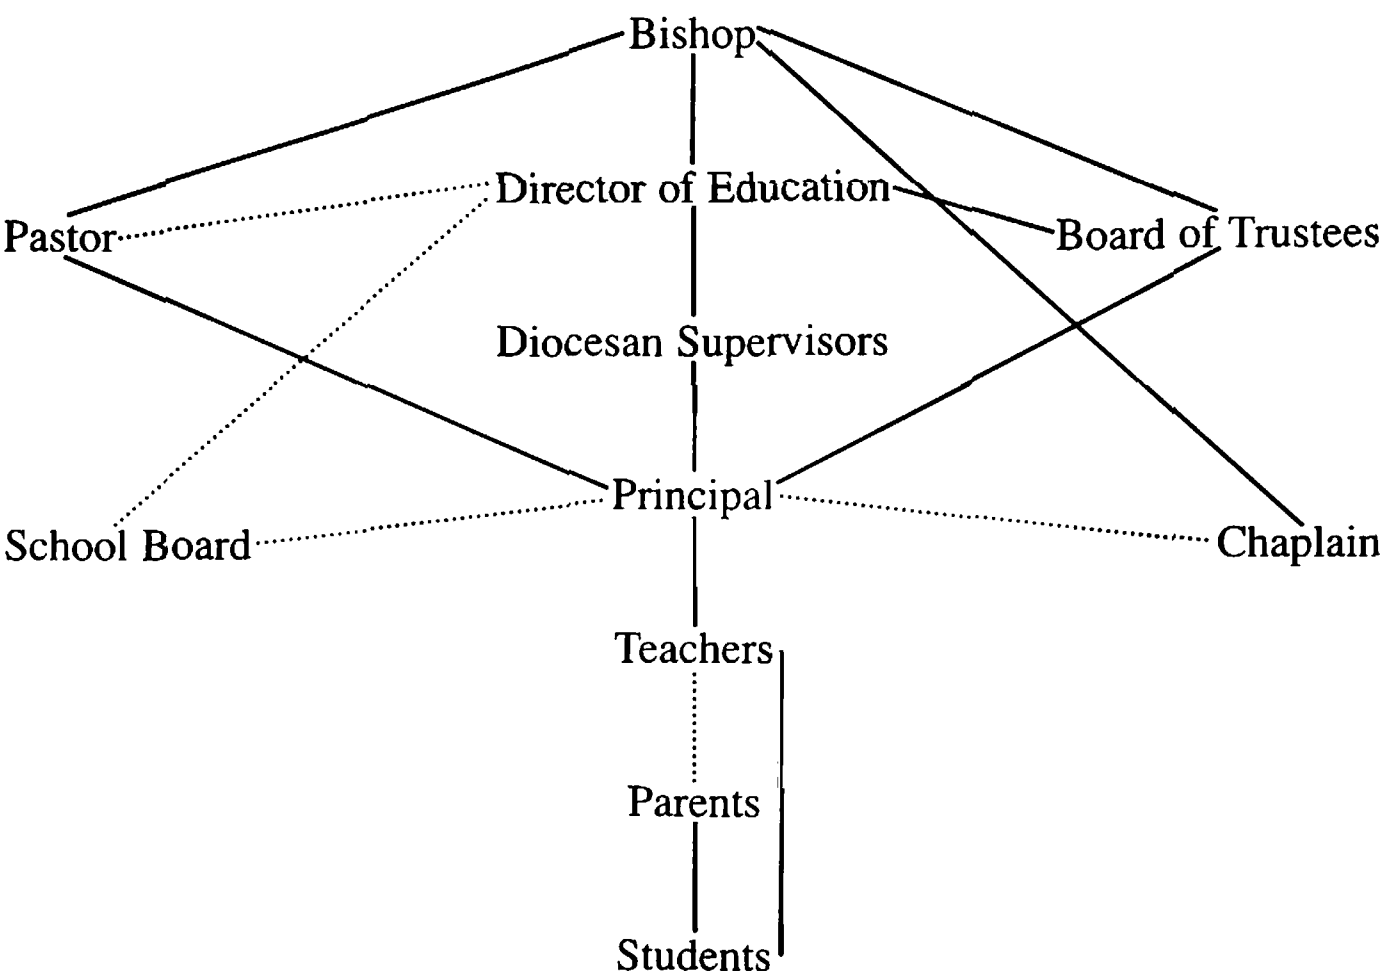 Bishop
Director of Education
Pastor
Board of Trustees
Diocesan Supervisors
Principal
School Board
Chaplain
Teachers
Parents
Students